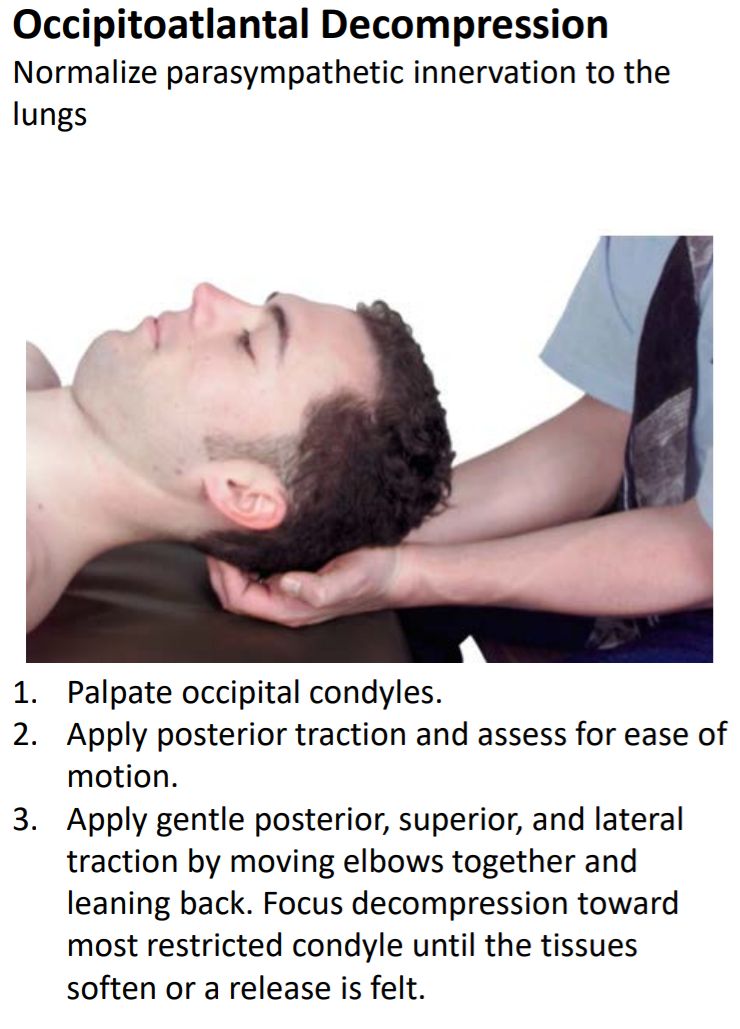 Occipitoatlantal Decompression
Normalize parasympathetic innervation to the
lungs
1. Palpate occipital condyles.
2. Apply posterior traction and assess for ease of
motion.
3. Apply gentle posterior, superior, and lateral
traction by moving elbows together and
leaning back. Focus decompression toward
most restricted condyle until the tissues
soften or a release is felt.